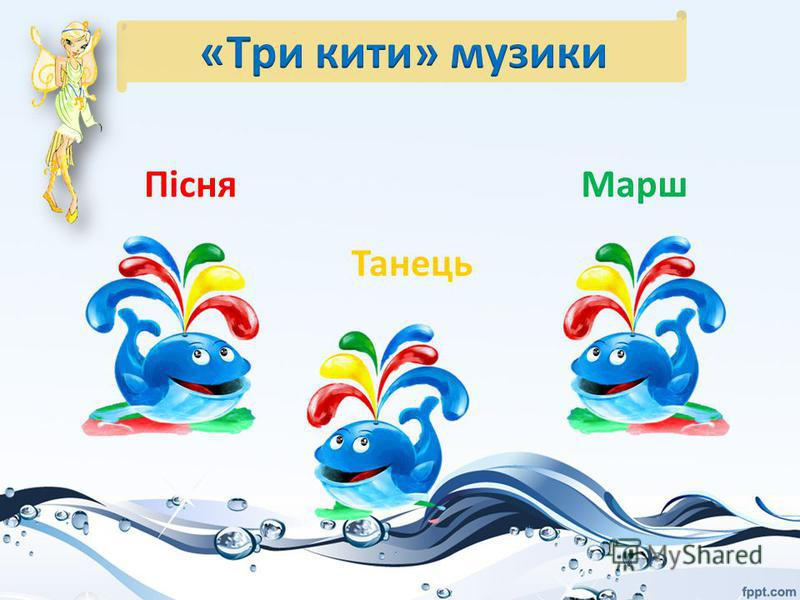 «Три кити» музики
Пісня
Марш
Танець
MyShared
fppt.com